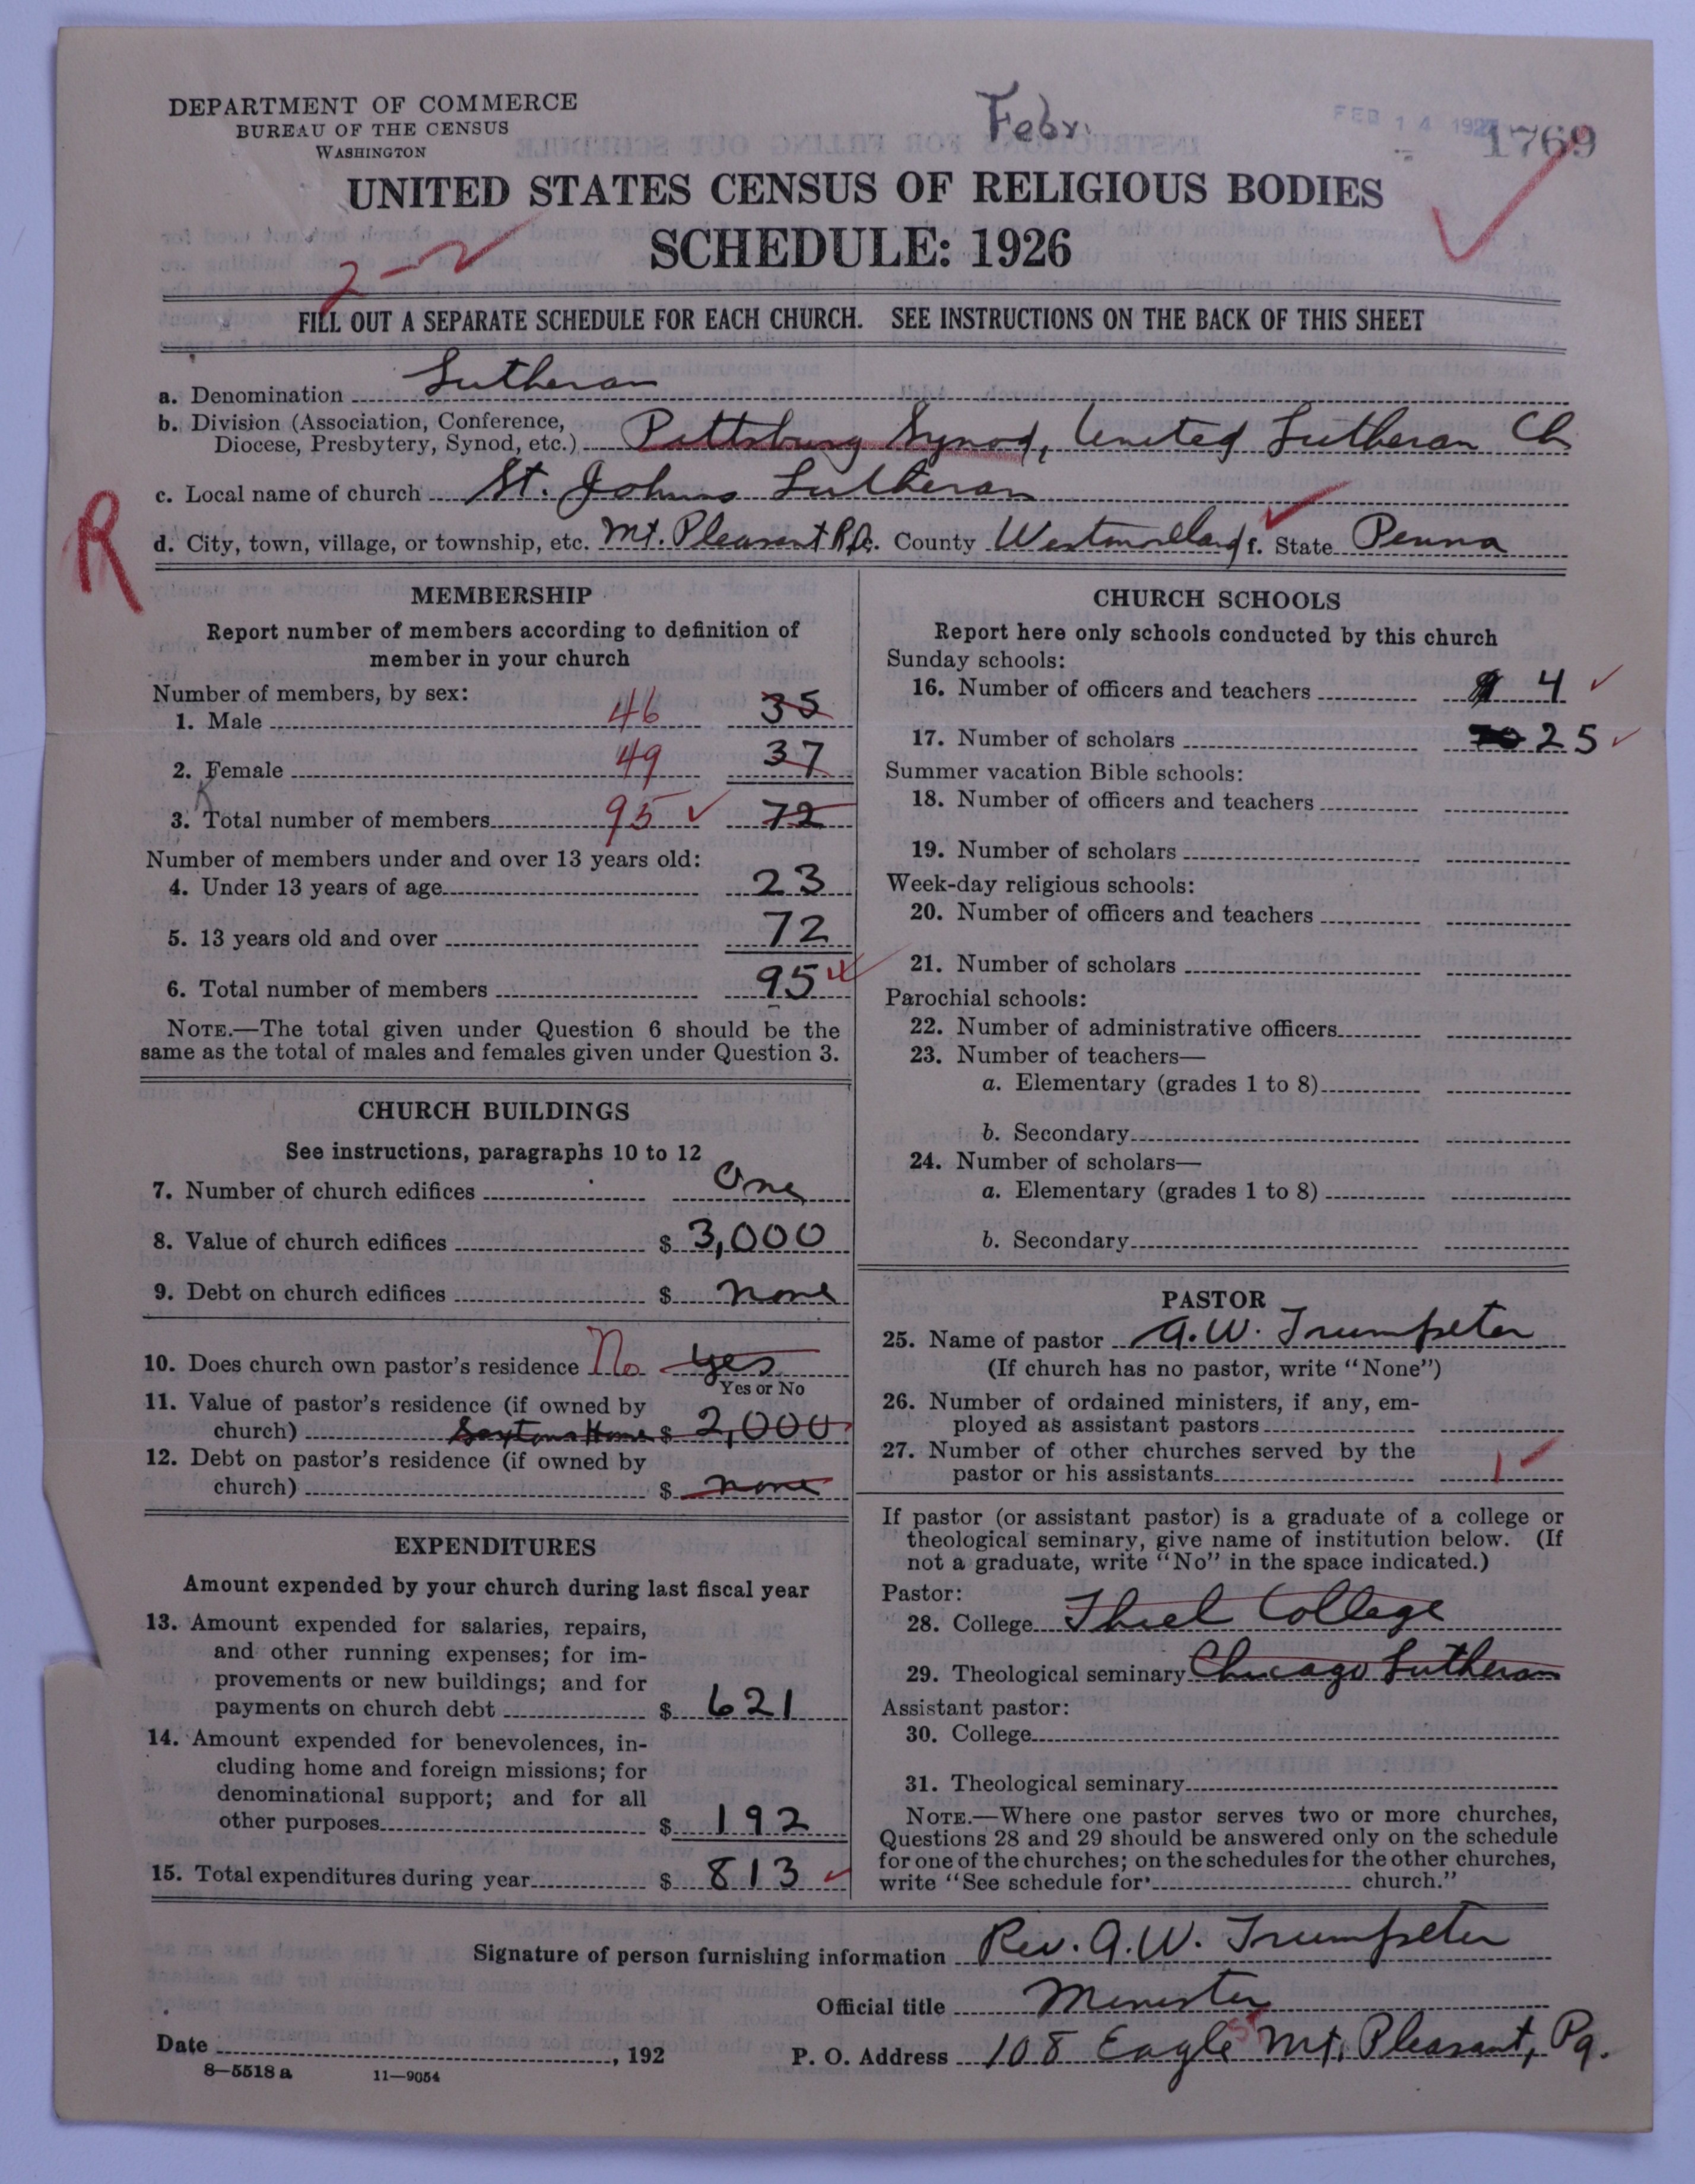 DEPARTMENT OF COMMERCE
BUREAU OF THE CENSUS
WASHINGTON
Febr.
FEB 14 1927
1769
UNITED STATES CENSUS OF RELIGIOUS BODIES
SCHEDULE: 1926
2-2
FILL OUT A SEPARATE SCHEDULE FOR EACH CHURCH. SEE INSTRUCTIONS ON THE BACK OF THIS SHEET
a. Denomination Lutheran
b. Division (Association, Conference,
Diocese, Presbytery, Synod, etc.) Pittsburg Synod, United Lutheran Ch
c. Local name of church St. Johns Lutheran
R
d. City, town, village, or township, etc. Mt. Pleasant R.D. County Westmorland f. State Penna
MEMBERSHIP
Report number of members according to definition of
member in your church
Number of members, by sex:
1. Male 46 35
2. Female 49 37
3. Total number of members 95 72
Number of members under and over 13 years old:
4. Under 13 years of age 23
5. 13 years old and over 72
6. Total number of members 95
NOTE.—The total given under Question 6 should be the
same as the total of males and females given under Question 3.
CHURCH BUILDINGS
See instructions, paragraphs 10 to 12
7. Number of church edifices One
8. Value of church edifices $ 3,000
9. Debt on church edifices $ none
10. Does church own pastor's residence No Yes
Yes or No
11. Value of pastor's residence (if owned by
church) Sextons Home $ 2,000
12. Debt on pastor's residence (if owned by
church) $ none
EXPENDITURES
Amount expended by your church during last fiscal year
13. Amount expended for salaries, repairs,
and other running expenses; for im-
provements or new buildings; and for
payments on church debt $ 621
14. Amount expended for benevolences, in-
cluding home and foreign missions; for
denominational support; and for all
other purposes $ 192
15. Total expenditures during year $ 813
CHURCH SCHOOLS
Report here only schools conducted by this church
Sunday schools:
16. Number of officers and teachers 4
17. Number of scholars 25
Summer vacation Bible schools:
18. Number of officers and teachers
19. Number of scholars
Week-day religious schools:
20. Number of officers and teachers
21. Number of scholars
Parochial schools:
22. Number of administrative officers
23. Number of teachers—
a. Elementary (grades 1 to 8)
b. Secondary
24. Number of scholars—
a. Elementary (grades 1 to 8)
b. Secondary
PASTOR
25. Name of pastor A. W. Trumpeter
(If church has no pastor, write "None")
26. Number of ordained ministers, if any, em-
ployed as assistant pastors
27. Number of other churches served by the
pastor or his assistants 1
If pastor (or assistant pastor) is a graduate of a college or
theological seminary, give name of institution below. (If
not a graduate, write "No" in the space indicated.)
Pastor:
28. College Thiel College
29. Theological seminary Chicago Lutheran
Assistant pastor:
30. College
31. Theological seminary
NOTE.—Where one pastor serves two or more churches,
Questions 28 and 29 should be answered only on the schedule
for one of the churches; on the schedules for the other churches,
write "See schedule for church."
Signature of person furnishing information Rev. A. W. Trumpeter
Official title Minister
Date , 192
P. O. Address 108 Eagle St Mt. Pleasant, Pa.
8—5518 a 11—9054